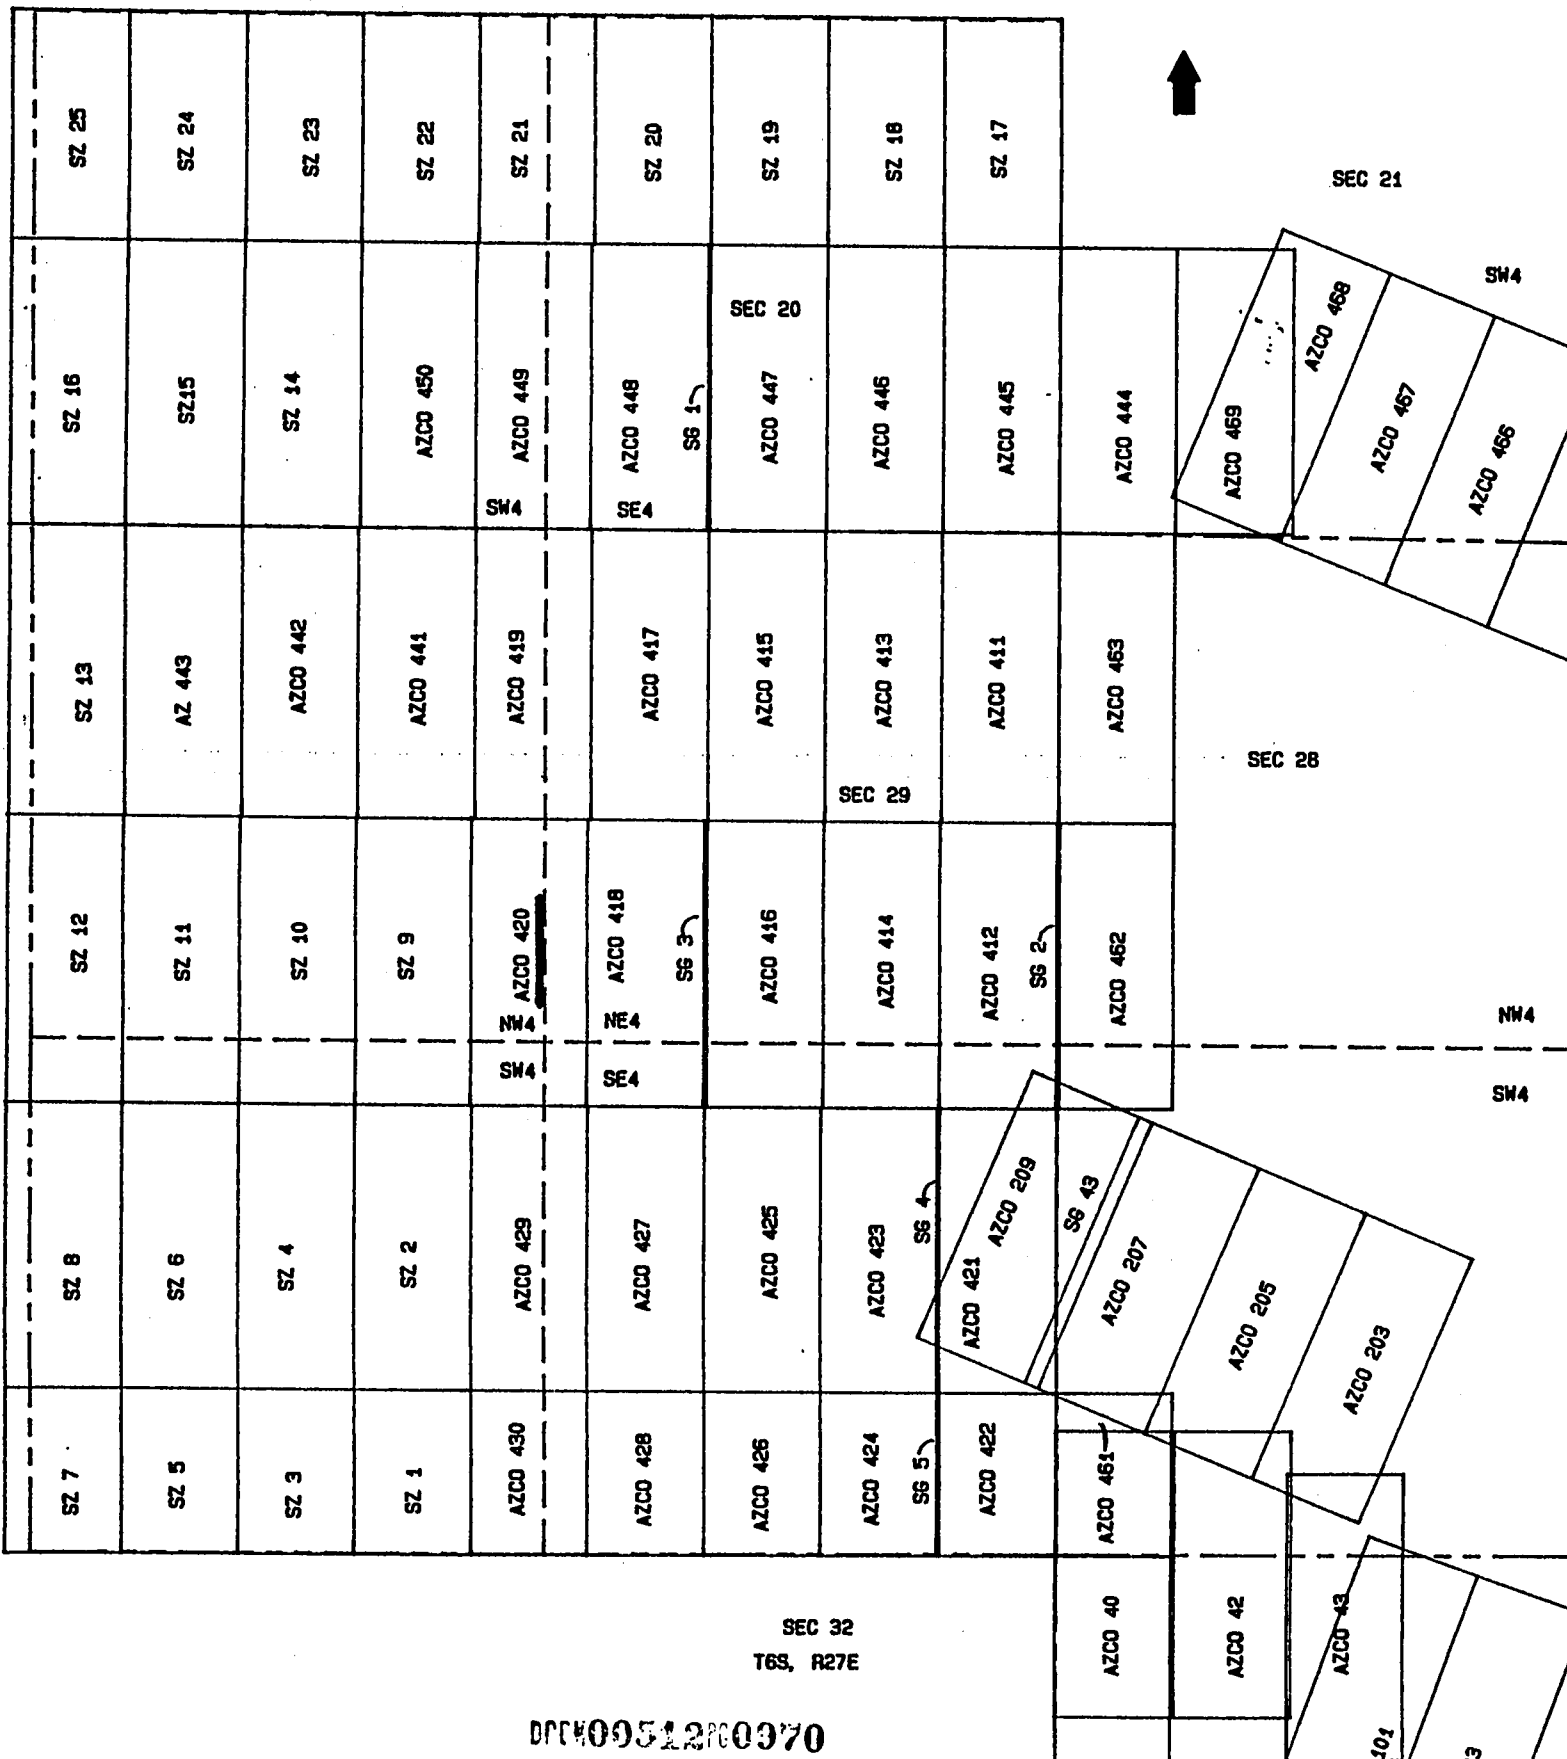 SZ 25
SZ 24
SZ 23
SZ 22
SZ 21
SZ 20
SZ 19
SZ 18
SZ 17
SEC 21
SW4
SEC 20
SZ 16
SZ15
SZ 14
AZCO 450
AZCO 449
AZCO 448
SG 1
AZCO 447
AZCO 446
AZCO 445
AZCO 444
AZCO 469
AZCO 468
AZCO 467
AZCO 466
SW4
SE4
SZ 13
AZ 443
AZCO 442
AZCO 441
AZCO 419
AZCO 417
AZCO 415
AZCO 413
AZCO 411
AZCO 463
SEC 28
SEC 29
SZ 12
SZ 11
SZ 10
SZ 9
AZCO 420
AZCO 418
SG 3
AZCO 416
AZCO 414
AZCO 412
SG 2
AZCO 462
NW4
NE4
NW4
SW4
SE4
SW4
SZ 8
SZ 6
SZ 4
SZ 2
AZCO 429
AZCO 427
AZCO 425
AZCO 423
SG 4
AZCO 421
AZCO 209
SG 43
AZCO 207
AZCO 205
AZCO 203
SZ 7
SZ 5
SZ 3
SZ 1
AZCO 430
AZCO 428
AZCO 426
AZCO 424
SG 5
AZCO 422
AZCO 461
AZCO 40
AZCO 42
AZCO 43
SEC 32
T6S, R27E
101
3